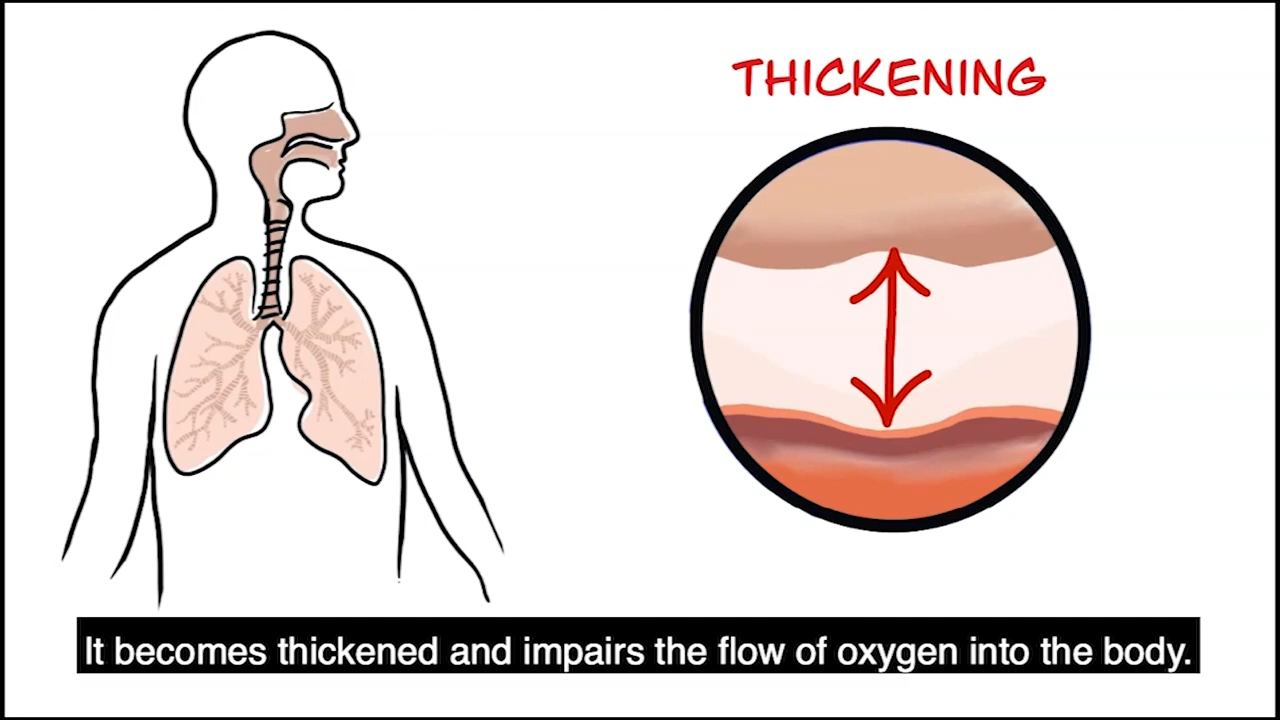 THICKENING
It becomes thickened and impairs the flow of oxygen into the body.